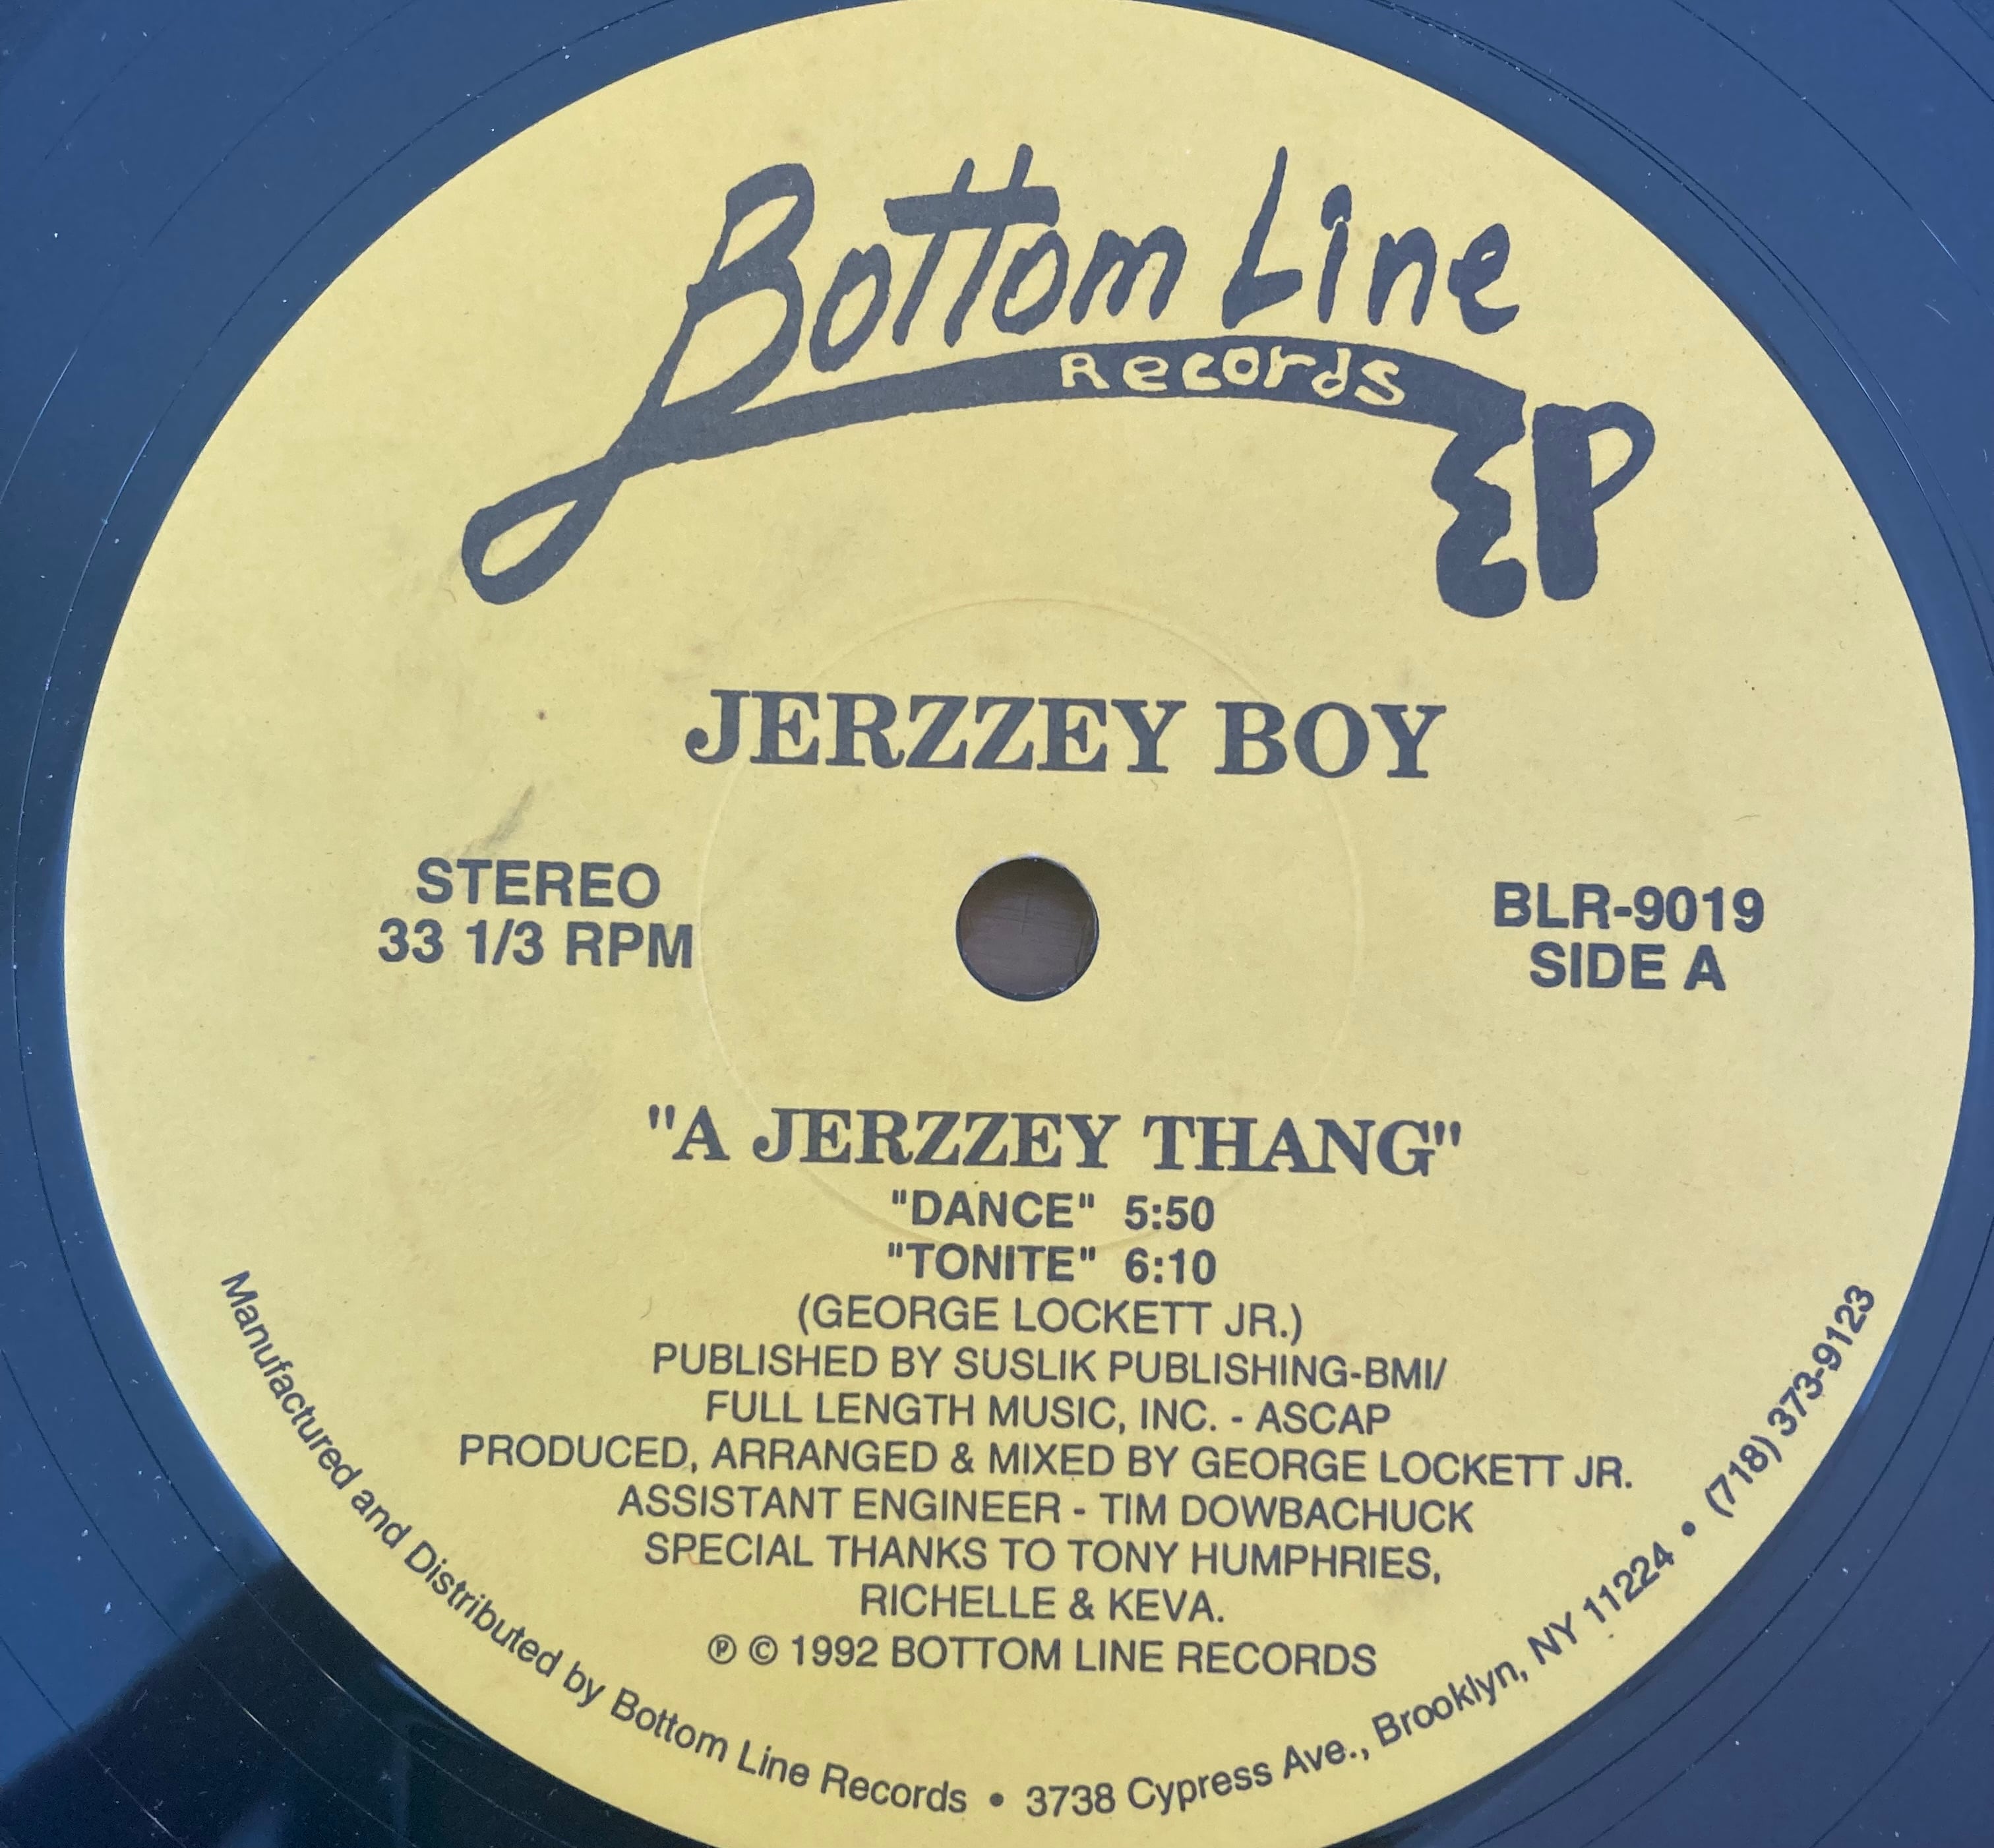 Bottom Line
Records
EP
JERZZEY BOY
STEREO
33 1/3 RPM
BLR-9019
SIDE A
"A JERZZEY THANG"
"DANCE" 5:50
"TONITE" 6:10
(GEORGE LOCKETT JR.)
PUBLISHED BY SUSLIK PUBLISHING-BMI/
FULL LENGTH MUSIC, INC. - ASCAP
PRODUCED, ARRANGED & MIXED BY GEORGE LOCKETT JR.
ASSISTANT ENGINEER - TIM DOWBACHUCK
SPECIAL THANKS TO TONY HUMPHRIES,
RICHELLE & KEVA.
℗ © 1992 BOTTOM LINE RECORDS
Manufactured and Distributed by Bottom Line Records • 3738 Cypress Ave., Brooklyn, NY 11224 • (718) 373-9123